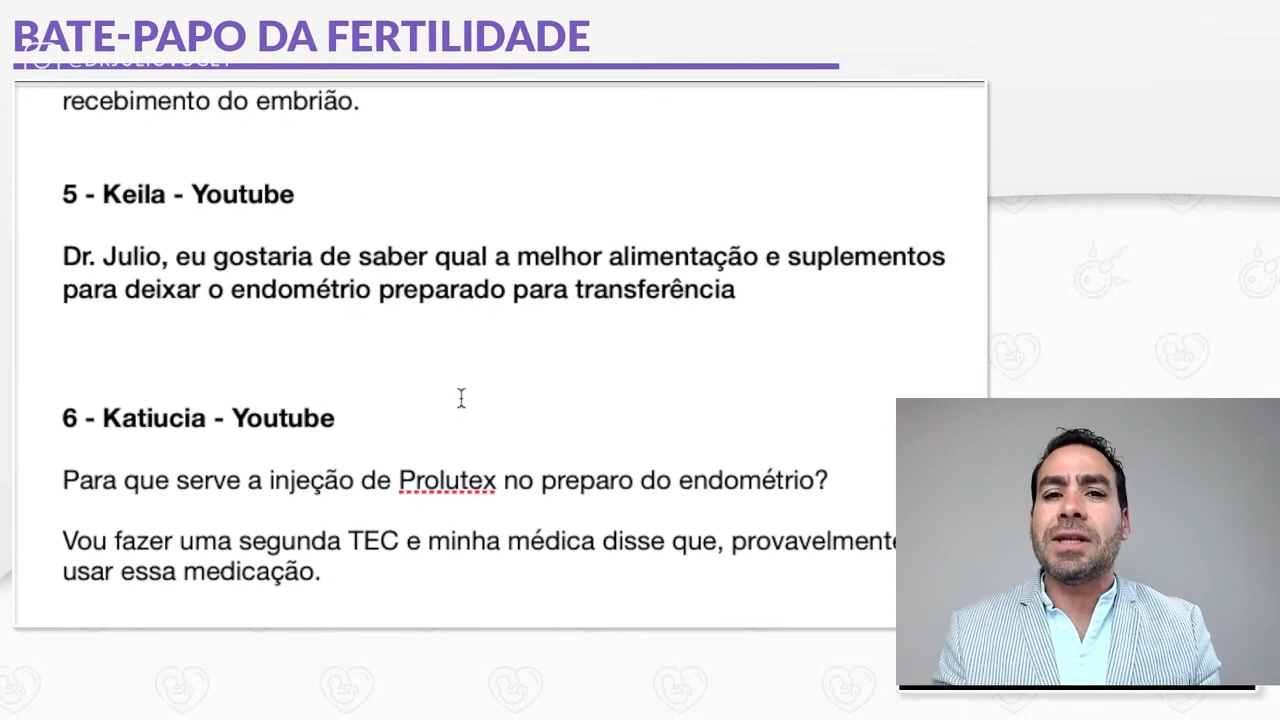 BATE-PAPO DA FERTILIDADE
@DRJULIOVOGET
recebimento do embrião.
5 - Keila - Youtube
Dr. Julio, eu gostaria de saber qual a melhor alimentação e suplementos
para deixar o endométrio preparado para transferência
6 - Katiucia - Youtube
Para que serve a injeção de Prolutex no preparo do endométrio?
Vou fazer uma segunda TEC e minha médica disse que, provavelmente
usar essa medicação.